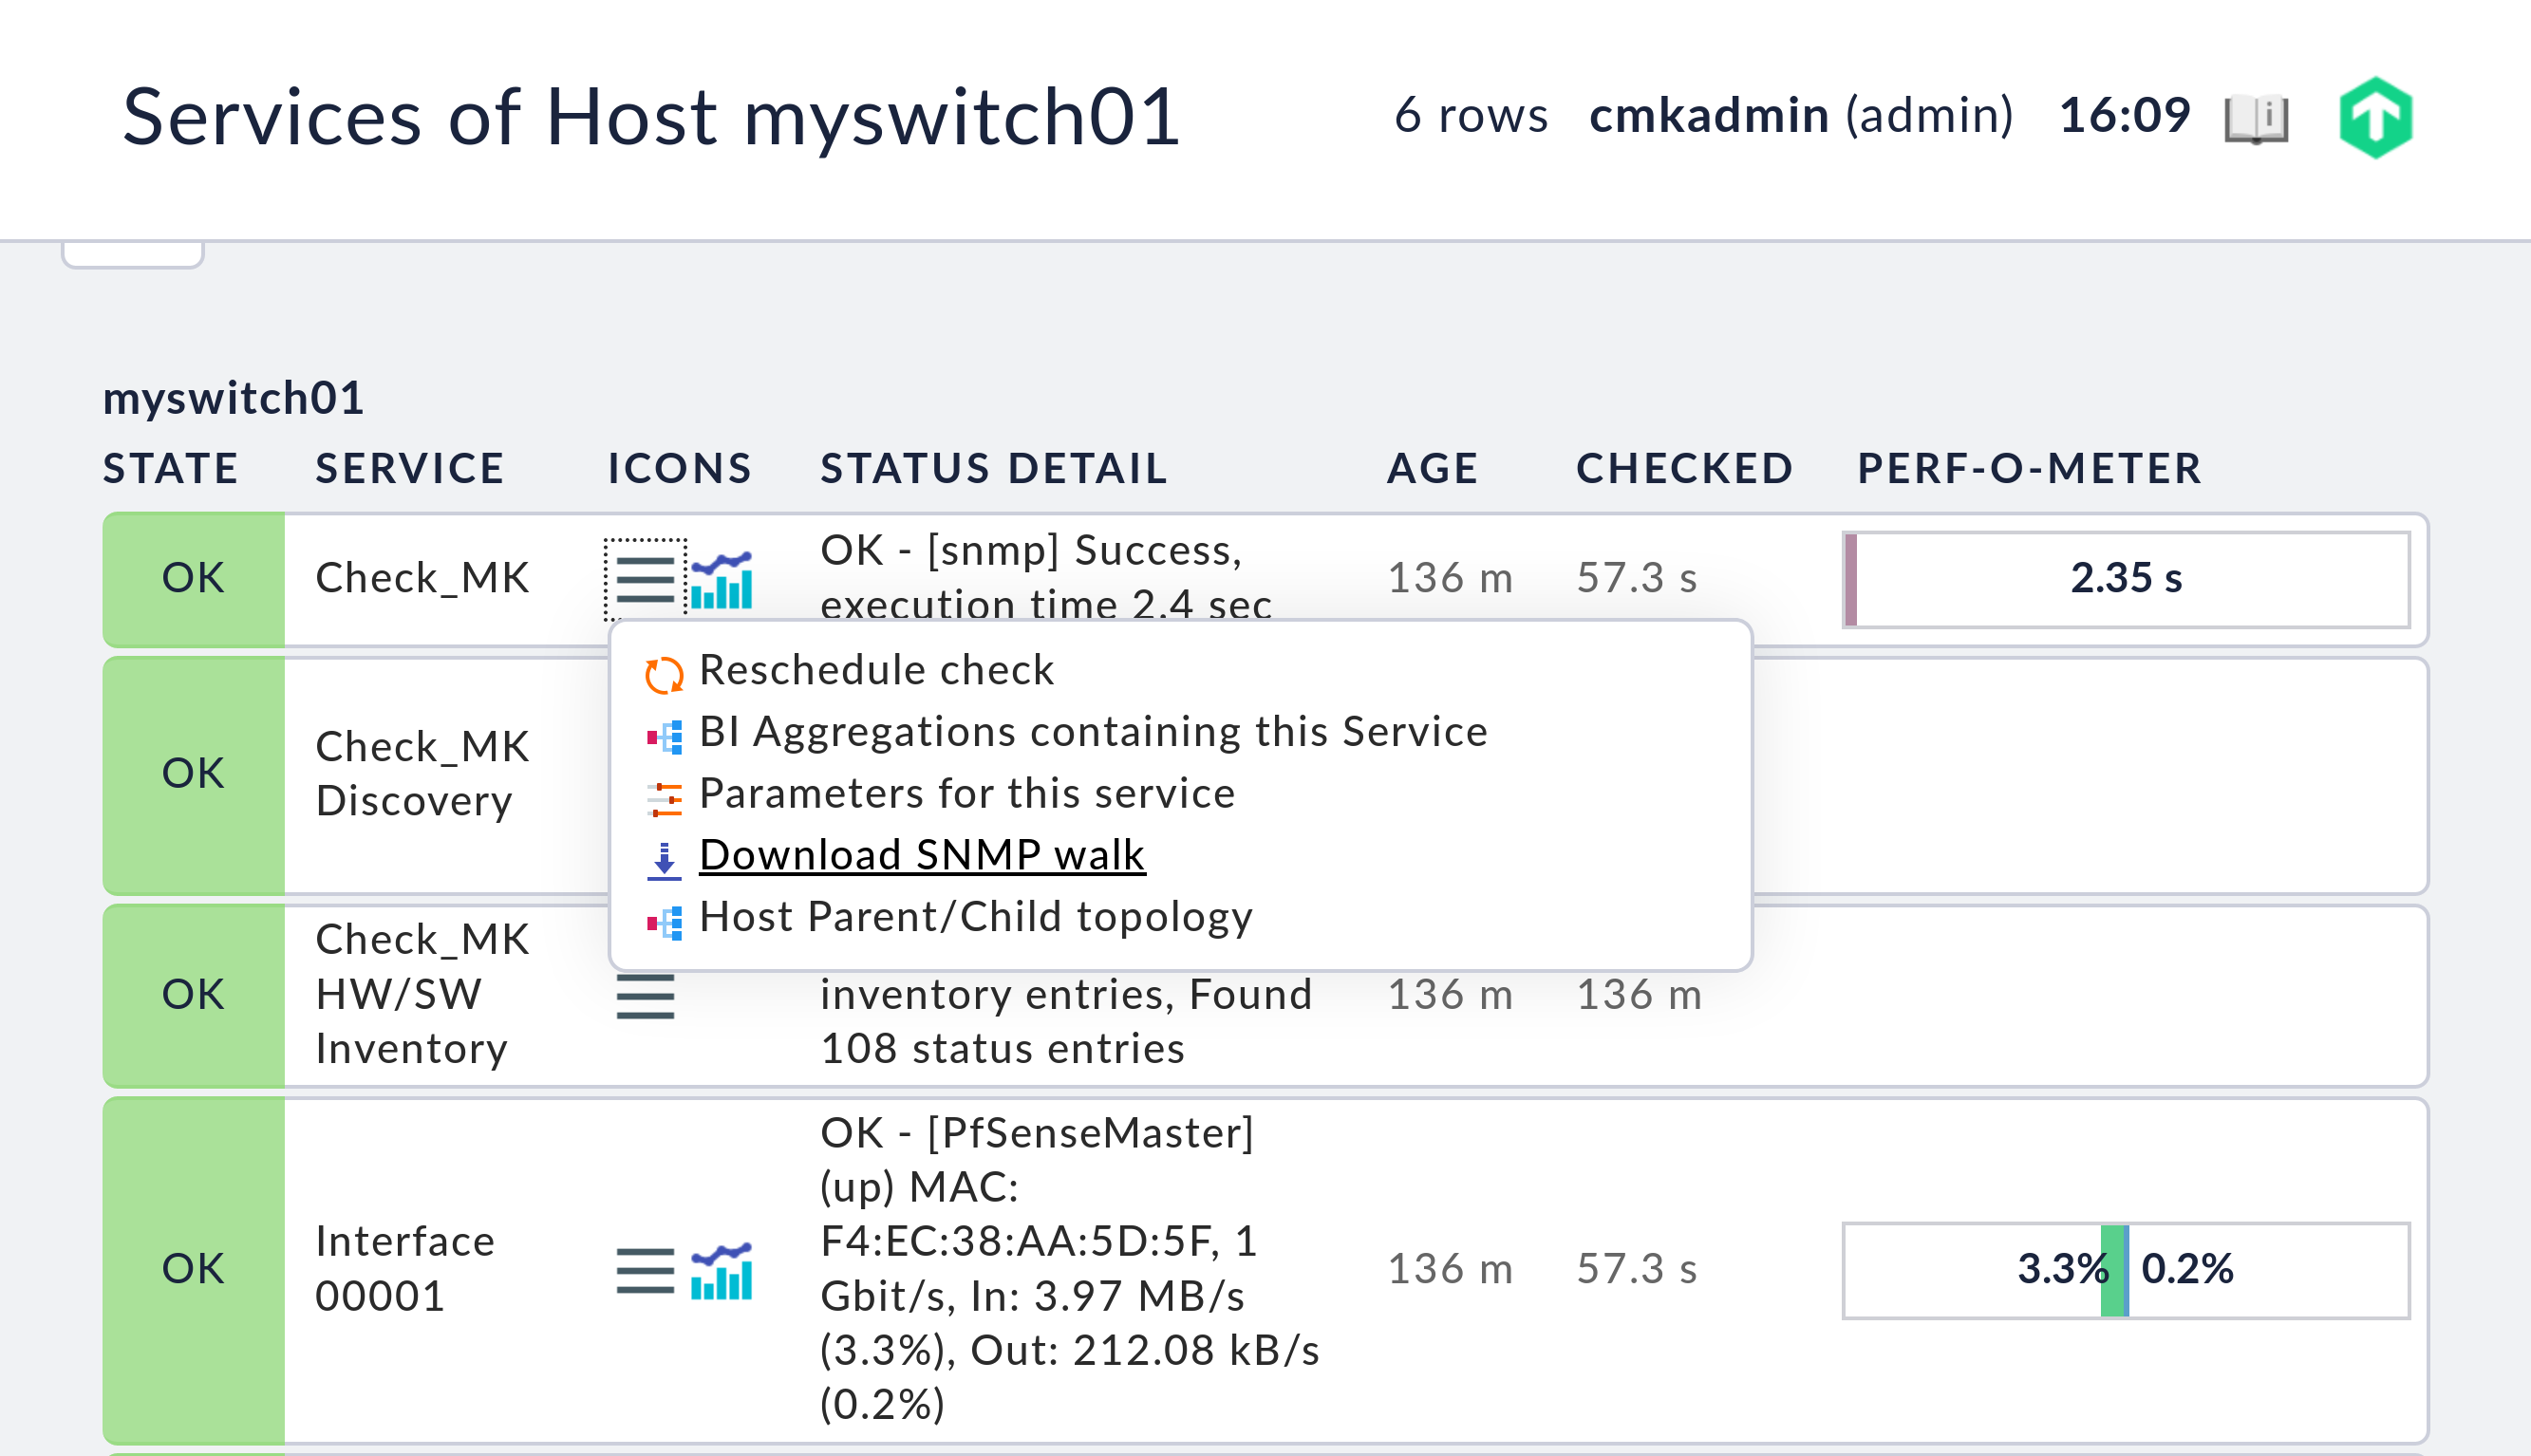 Services of Host myswitch01
6 rows cmkadmin (admin) 16:09
myswitch01
STATE SERVICE ICONS STATUS DETAIL AGE CHECKED PERF-O-METER
OK Check_MK OK - [snmp] Success, 136 m 57.3 s 2.35 s
execution time 2.4 sec
Reschedule check
BI Aggregations containing this Service
Parameters for this service
Download SNMP walk
Host Parent/Child topology
OK Check_MK
Discovery
Check_MK
OK HW/SW inventory entries, Found 136 m 136 m
Inventory 108 status entries
OK - [PfSenseMaster]
(up) MAC:
Interface F4:EC:38:AA:5D:5F, 1
OK 136 m 57.3 s 3.3% 0.2%
00001 Gbit/s, In: 3.97 MB/s
(3.3%), Out: 212.08 kB/s
(0.2%)